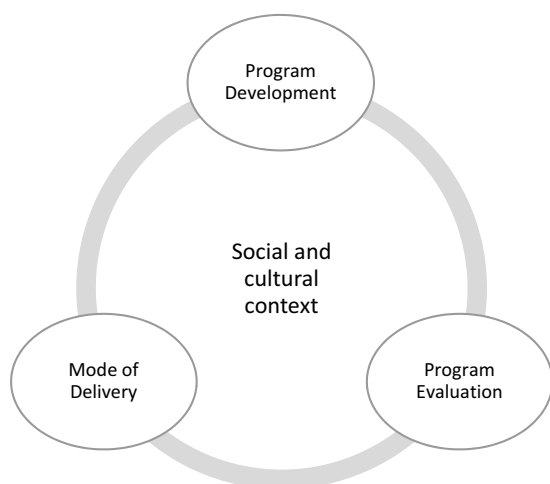 Program
Development
Social and
cultural
context
Mode of
Delivery
Program
Evaluation